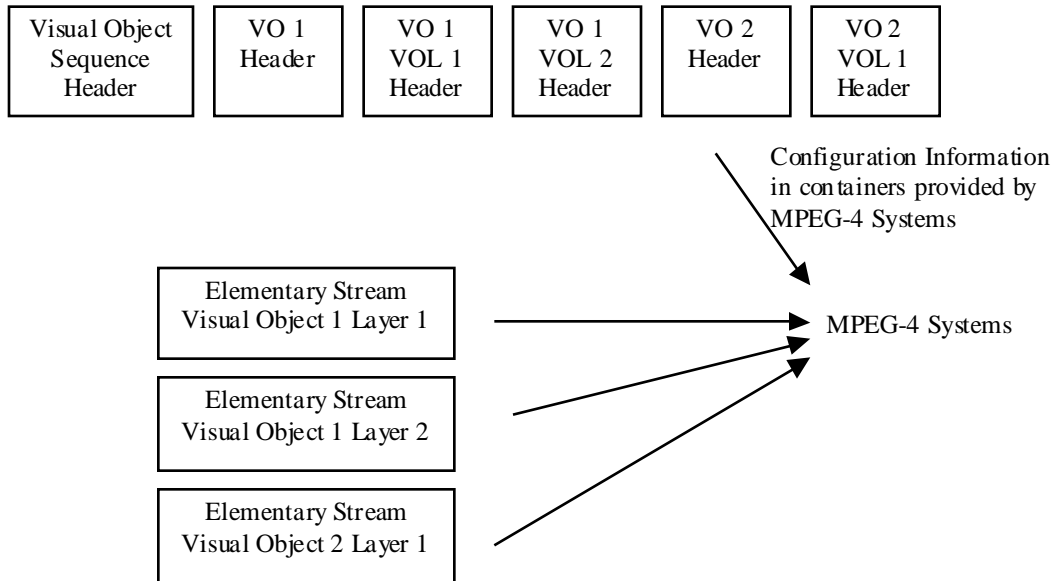 Visual Object
Sequence
Header
VO 1
Header
VO 1
VOL 1
Header
VO 1
VOL 2
Header
VO 2
Header
VO 2
VOL 1
Header
Configuration Information
in containers provided by
MPEG-4 Systems
Elementary Stream
Visual Object 1 Layer 1
MPEG-4 Systems
Elementary Stream
Visual Object 1 Layer 2
Elementary Stream
Visual Object 2 Layer 1